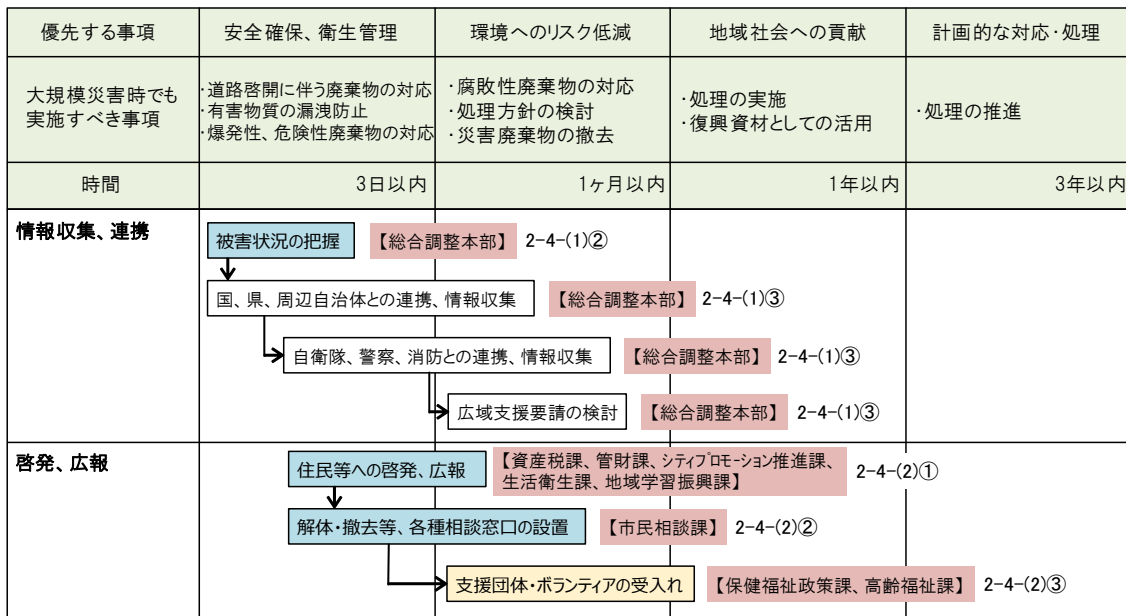 優先する事項
安全確保、衛生管理
環境へのリスク低減
地域社会への貢献
計画的な対応・処理
大規模災害時でも
実施すべき事項
・道路啓開に伴う廃棄物の対応
・有害物質の漏洩防止
・爆発性、危険性廃棄物の対応
・腐敗性廃棄物の対応
・処理方針の検討
・災害廃棄物の撤去
・処理の実施
・復興資材としての活用
・処理の推進
時間
3日以内
1ヶ月以内
1年以内
3年以内
情報収集、連携
被害状況の把握
【総合調整本部】
2-4-(1)②
国、県、周辺自治体との連携、情報収集
【総合調整本部】
2-4-(1)③
自衛隊、警察、消防との連携、情報収集
【総合調整本部】
2-4-(1)③
広域支援要請の検討
【総合調整本部】
2-4-(1)③
啓発、広報
住民等への啓発、広報
【資産税課、管財課、シティプロモーション推進課、
生活衛生課、地域学習振興課】
2-4-(2)①
解体・撤去等、各種相談窓口の設置
【市民相談課】
2-4-(2)②
支援団体・ボランティアの受入れ
【保健福祉政策課、高齢福祉課】
2-4-(2)③